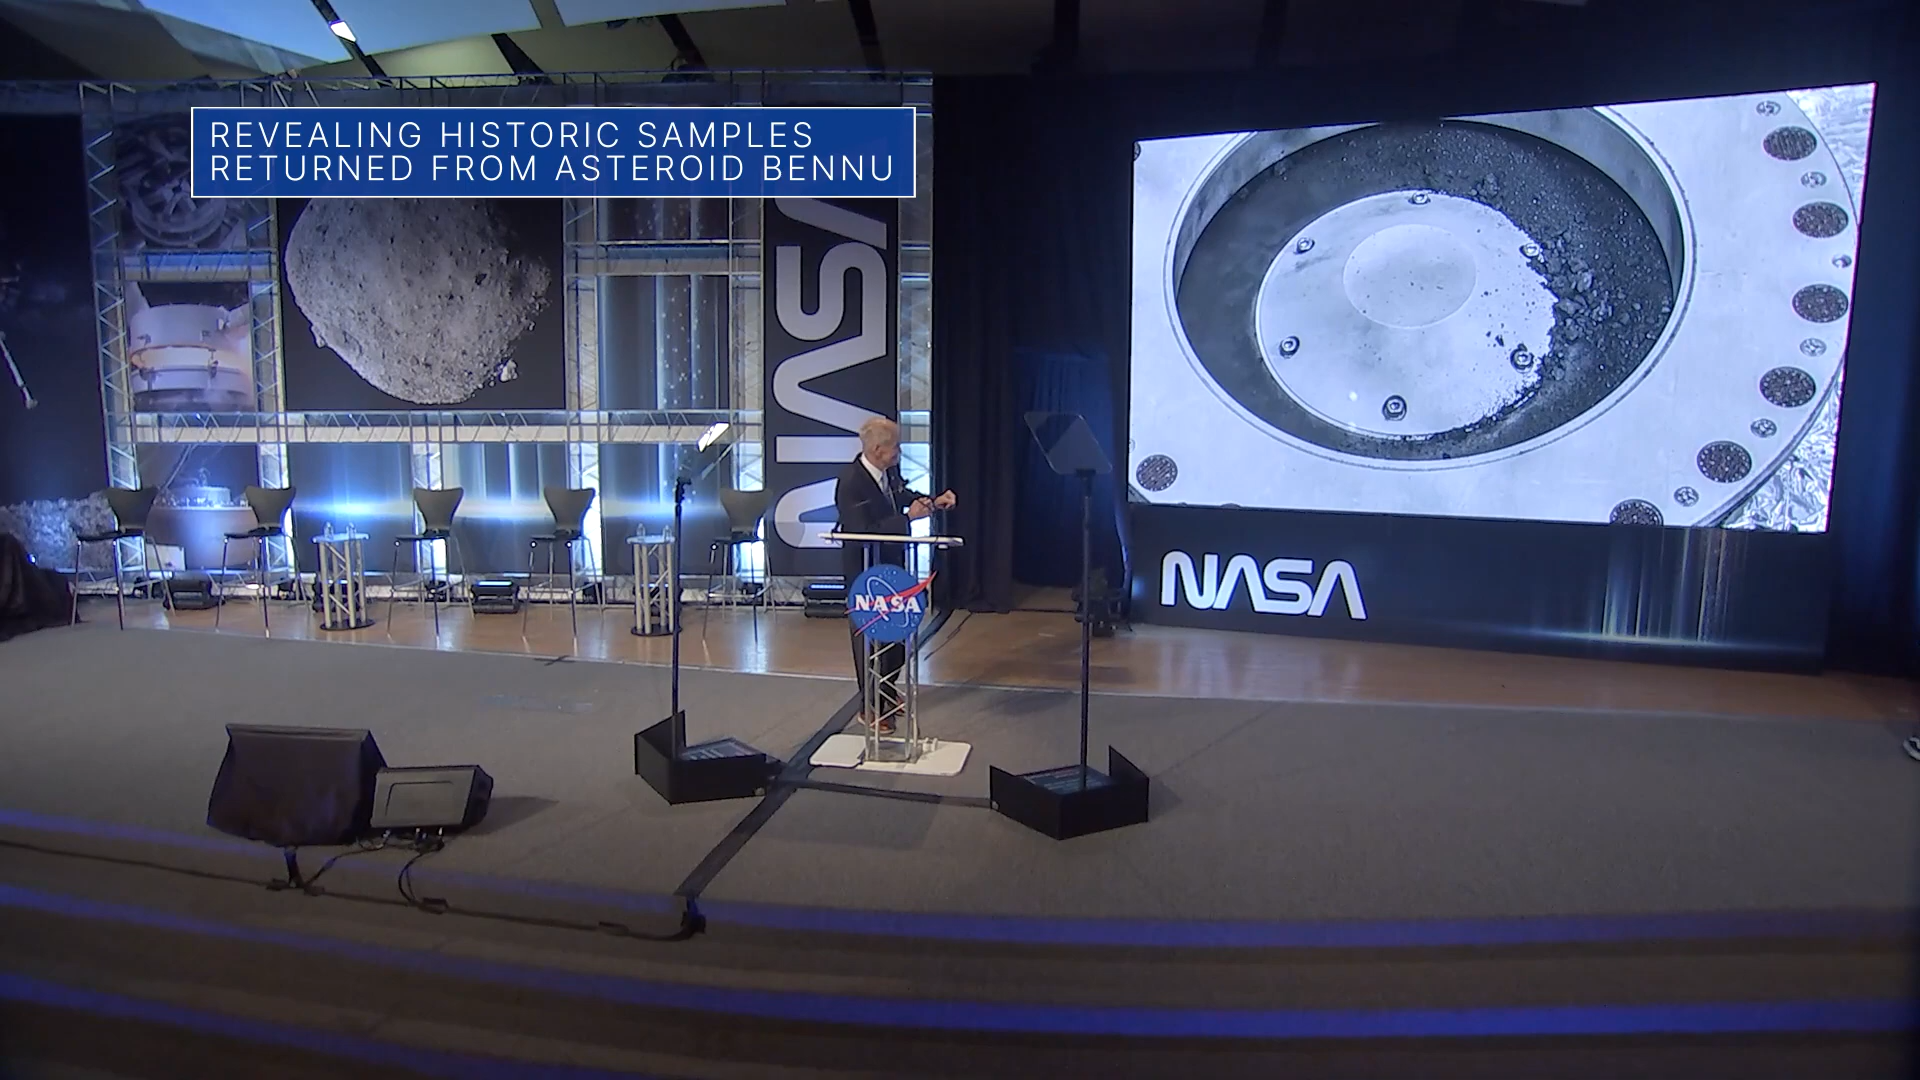 REVEALING HISTORIC SAMPLES
RETURNED FROM ASTEROID BENNU
NASA
NASA
NASA